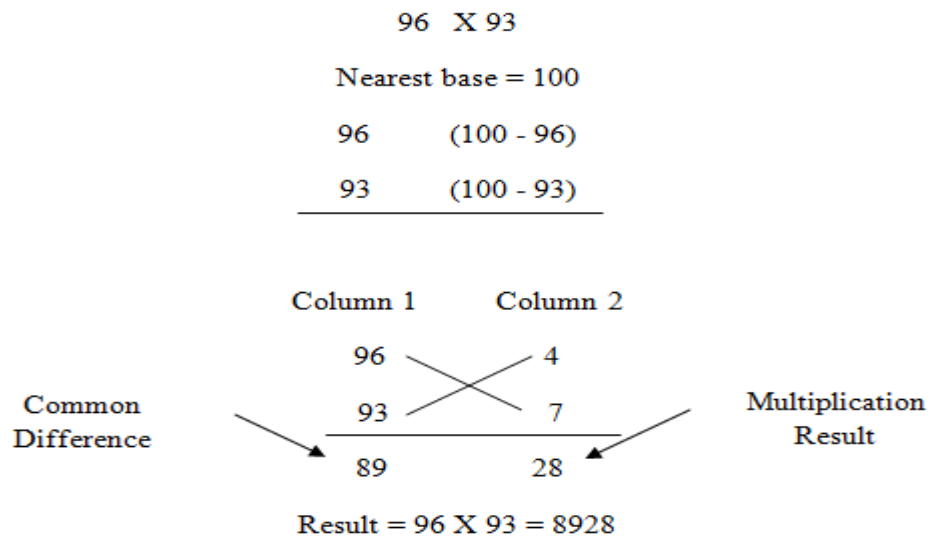 96 X 93
Nearest base = 100
96 (100 - 96)
93 (100 - 93)
Column 1 Column 2
96 4
Common
Difference
93 7
Multiplication
Result
89 28
Result = 96 X 93 = 8928